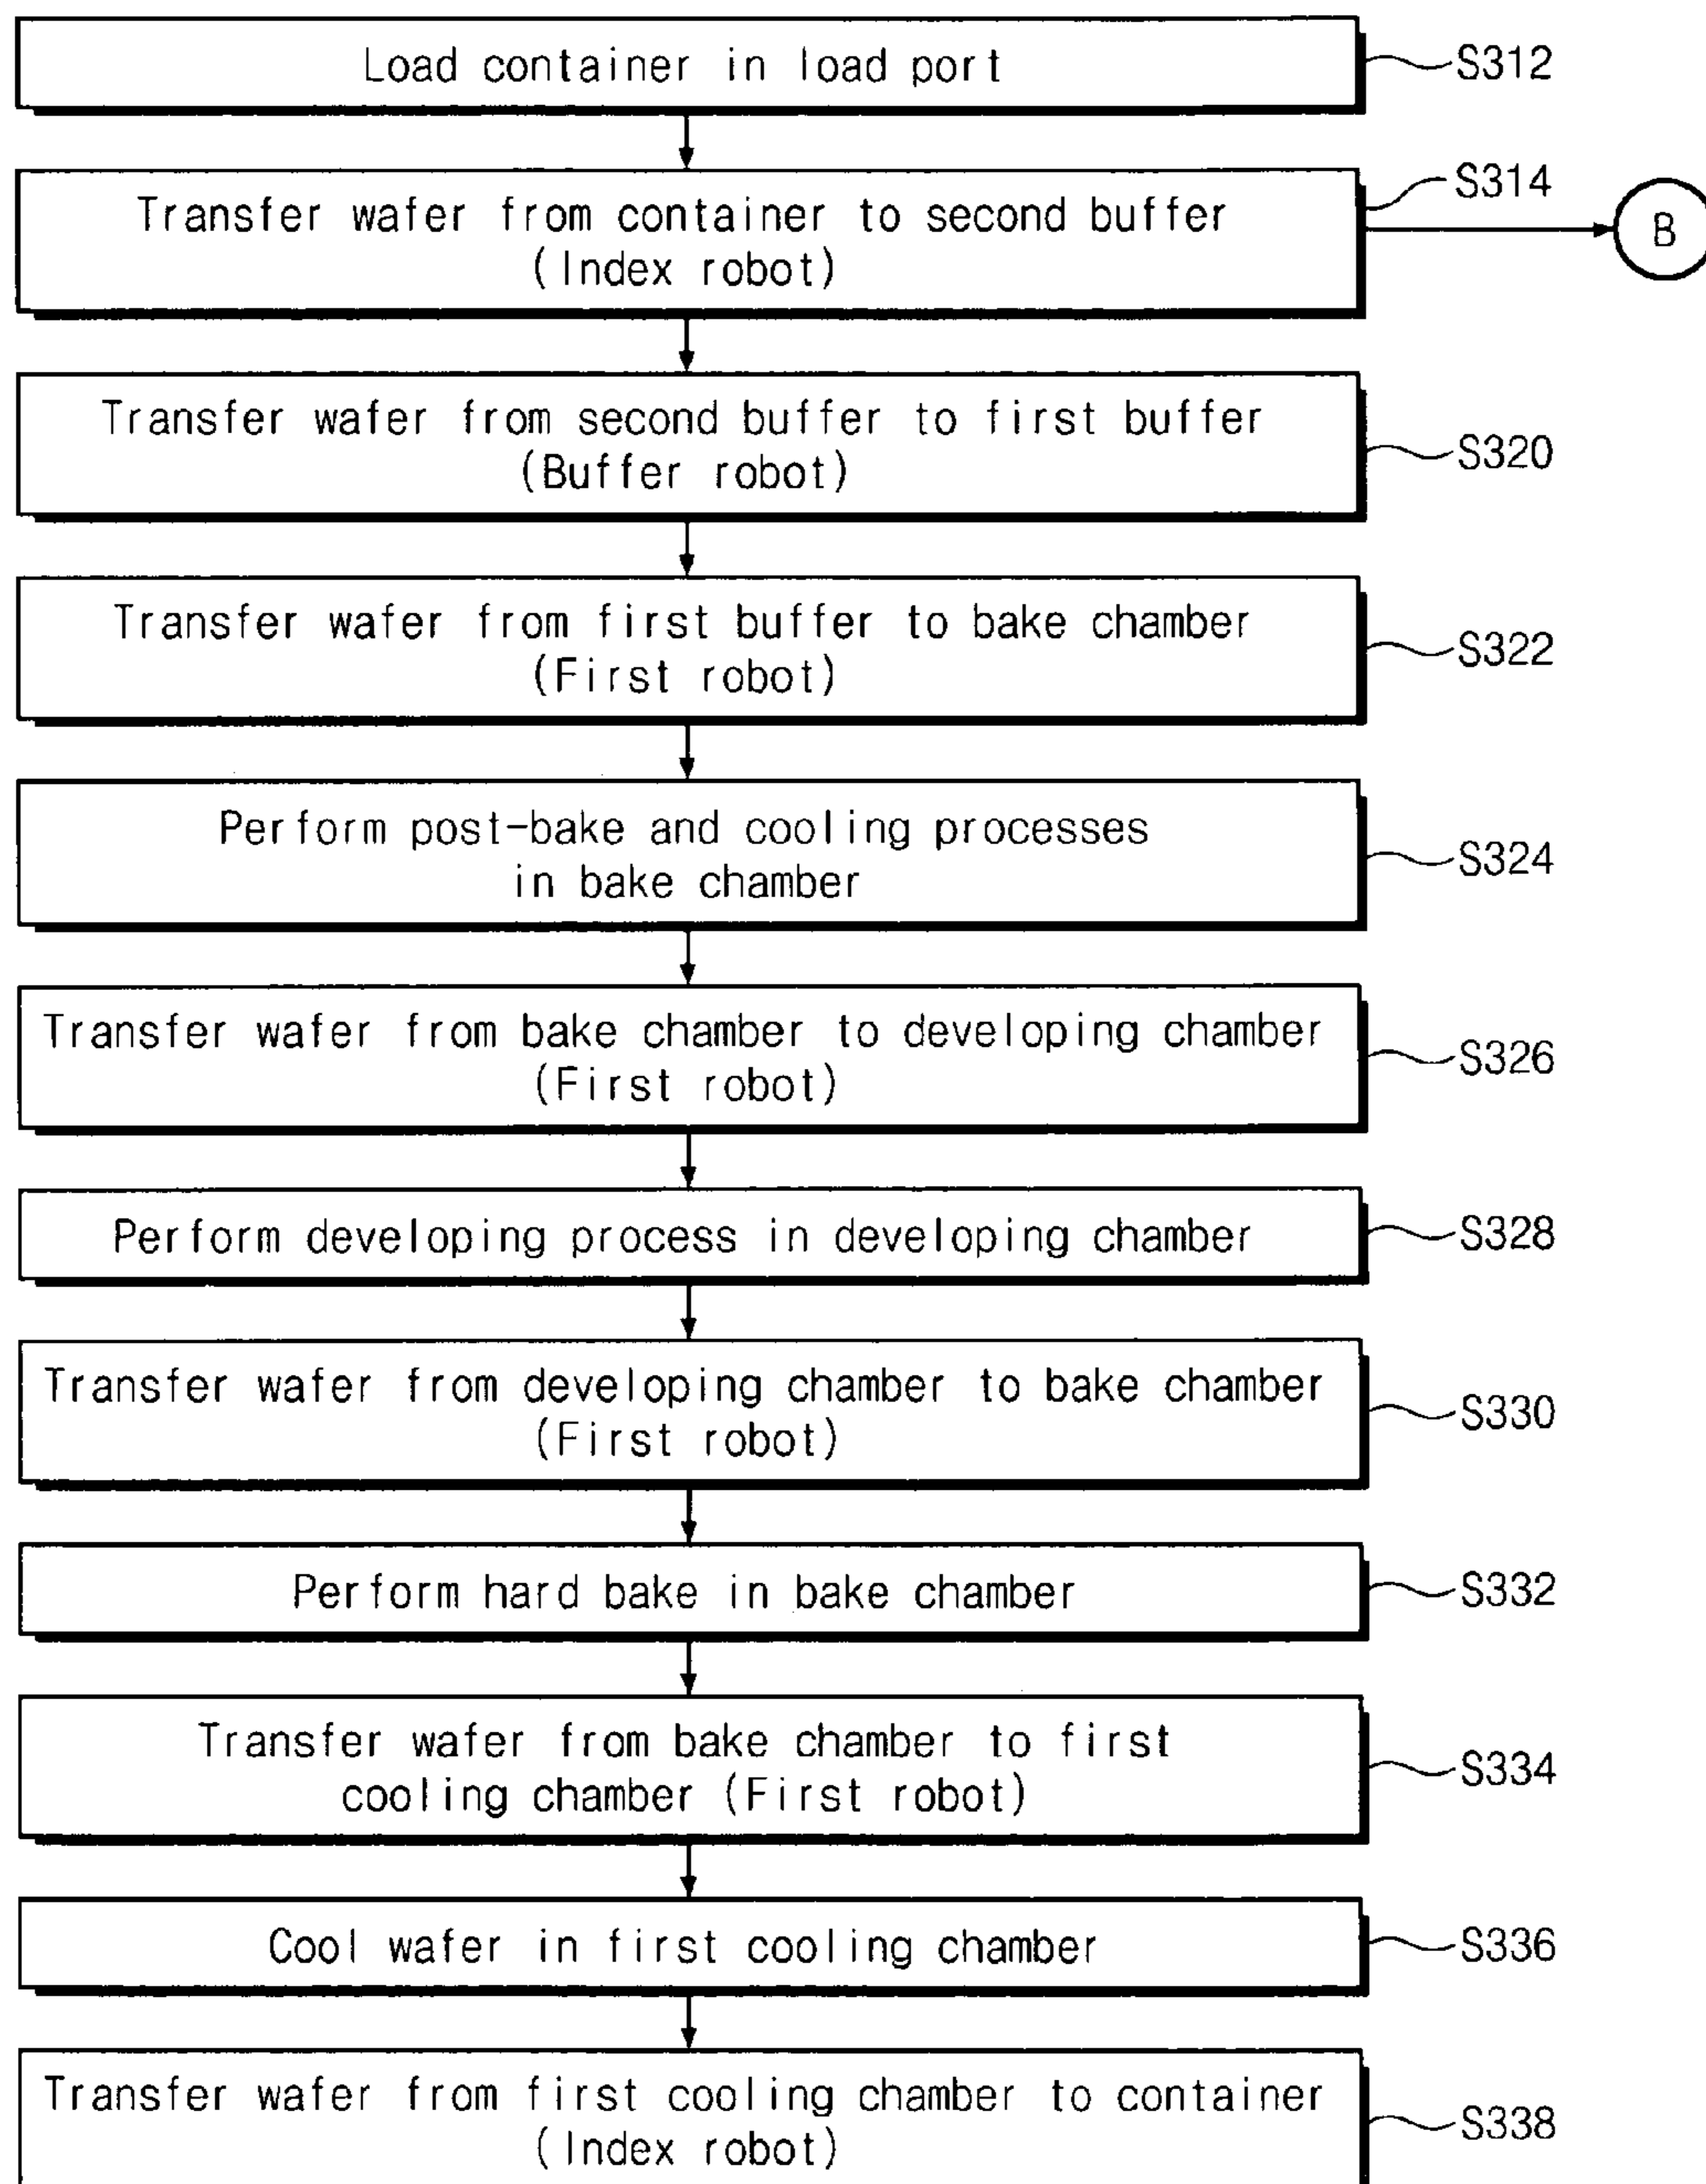 Load container in load port
S312
Transfer wafer from container to second buffer
(Index robot)
S314
B
Transfer wafer from second buffer to first buffer
(Buffer robot)
S320
Transfer wafer from first buffer to bake chamber
(First robot)
S322
Perform post-bake and cooling processes
in bake chamber
S324
Transfer wafer from bake chamber to developing chamber
(First robot)
S326
Perform developing process in developing chamber
S328
Transfer wafer from developing chamber to bake chamber
(First robot)
S330
Perform hard bake in bake chamber
S332
Transfer wafer from bake chamber to first
cooling chamber (First robot)
S334
Cool wafer in first cooling chamber
S336
Transfer wafer from first cooling chamber to container
(Index robot)
S338